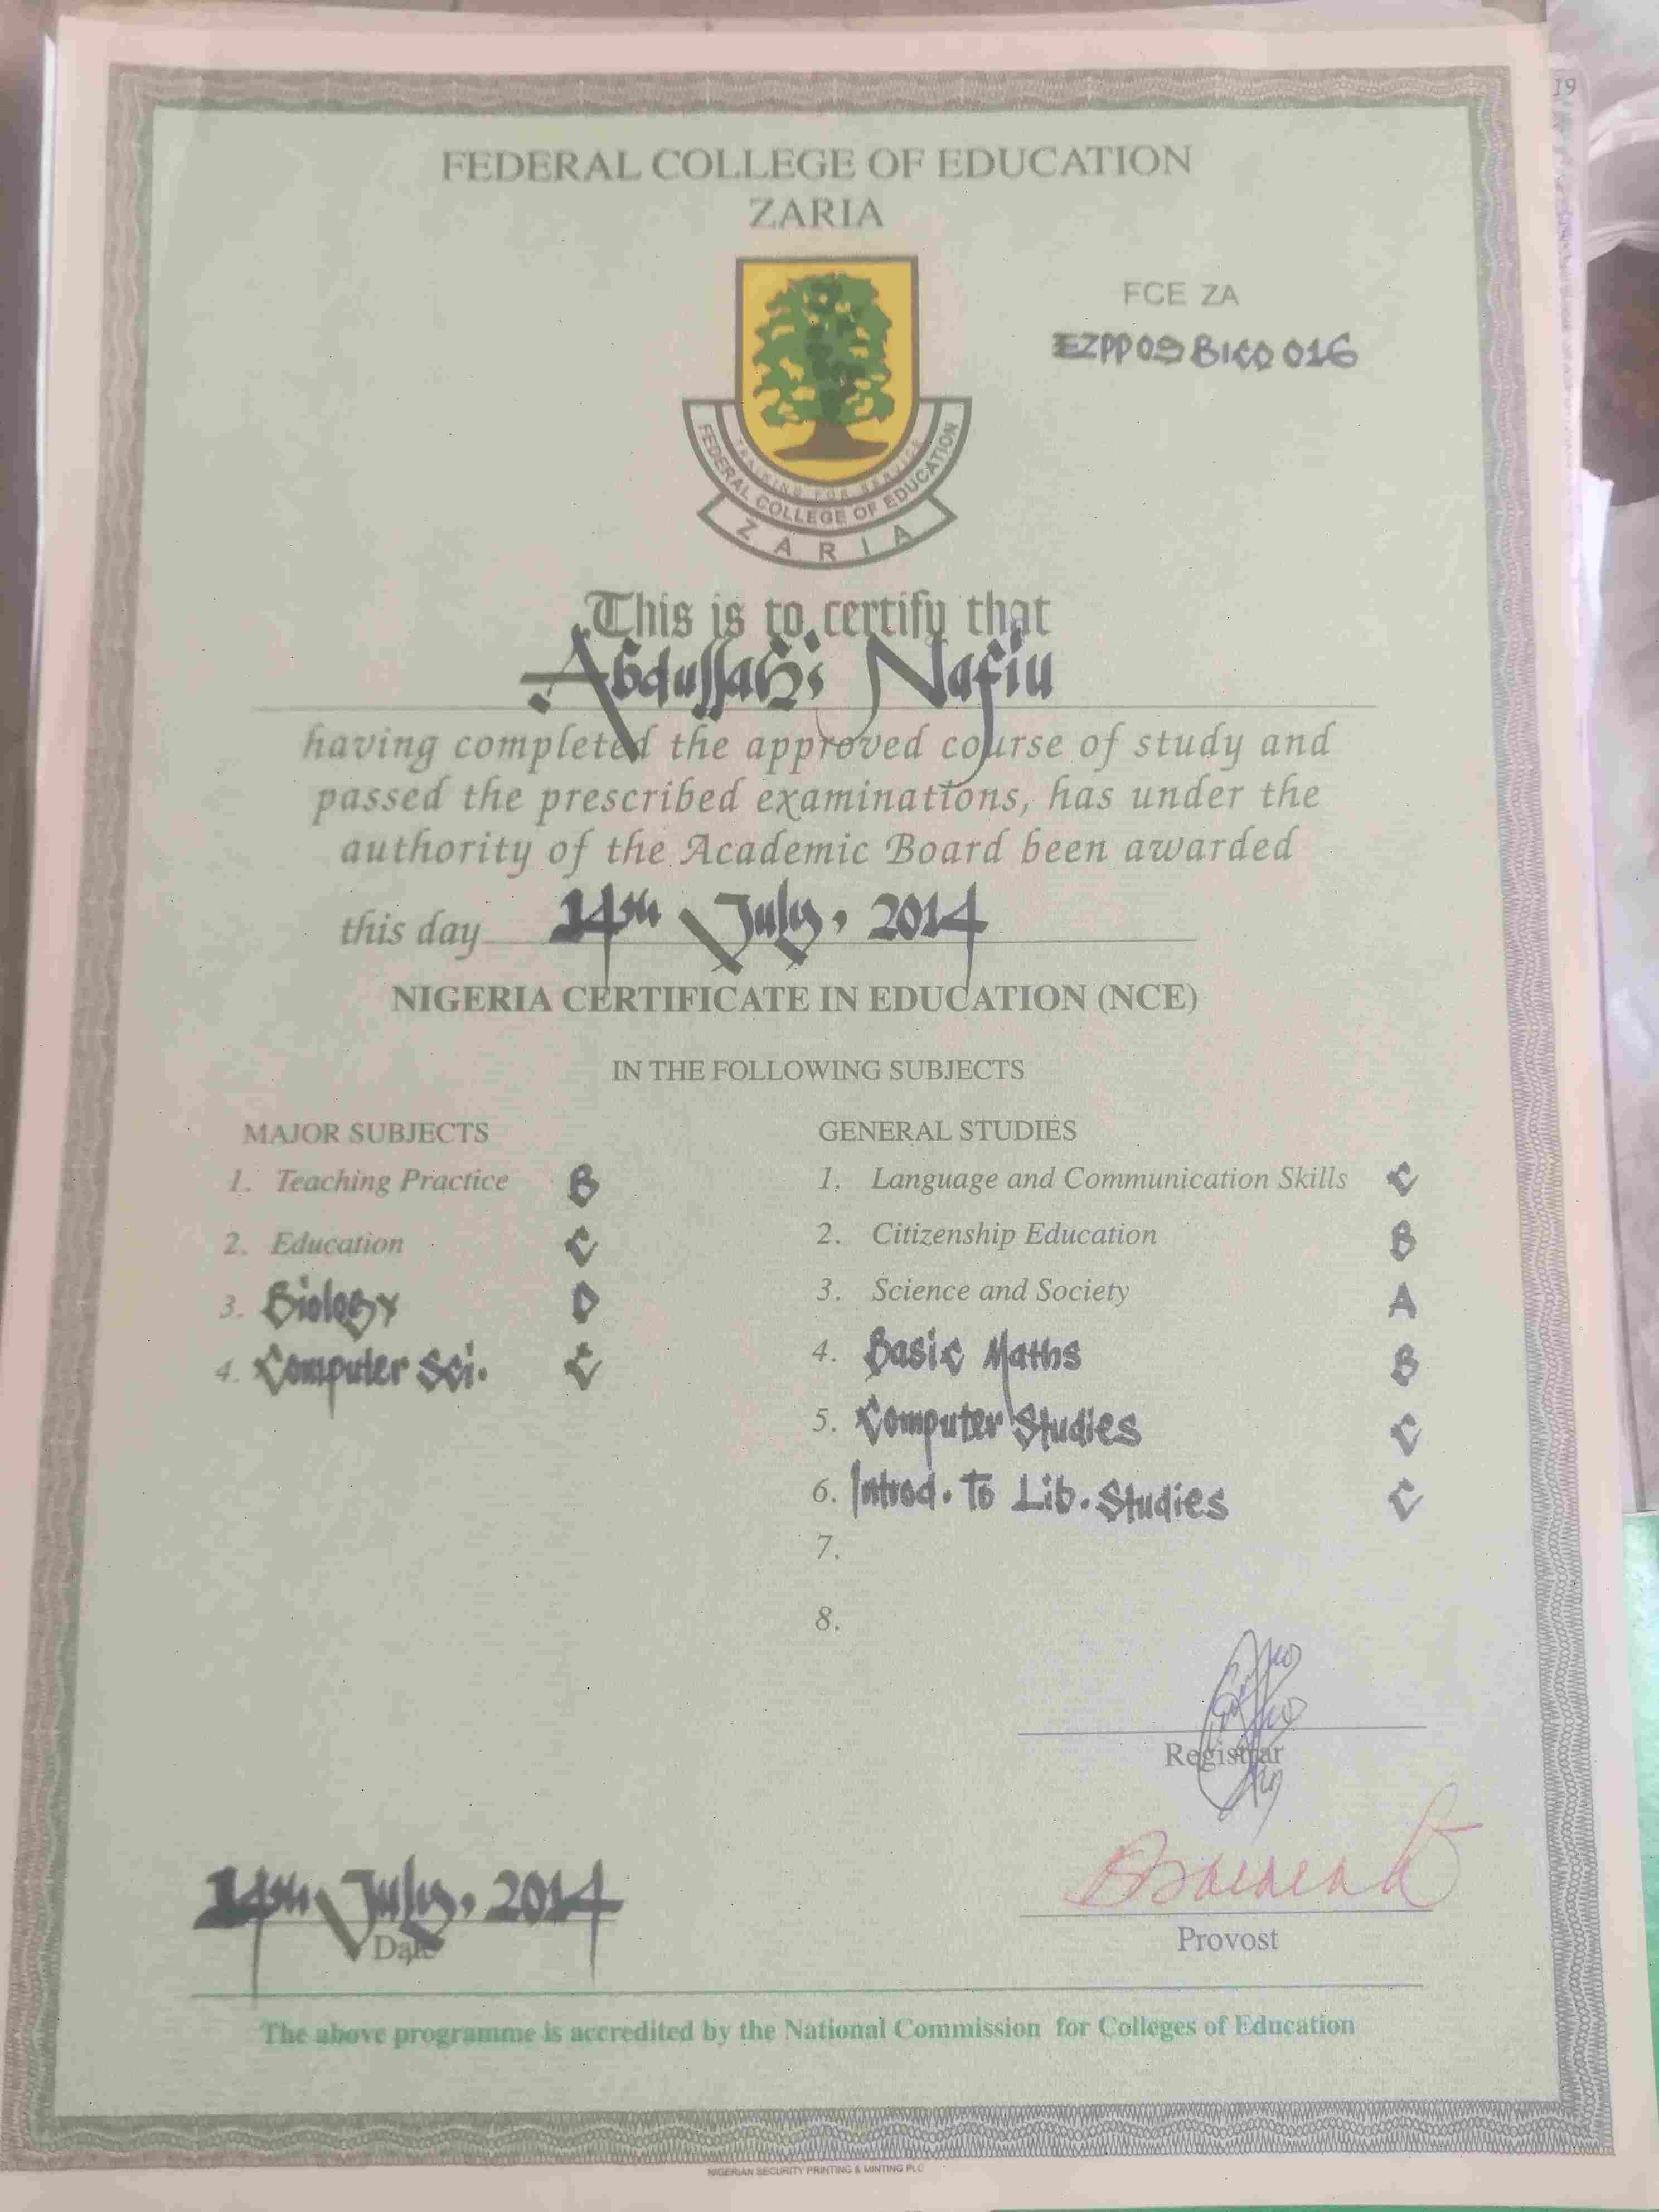 19
FEDERAL COLLEGE OF EDUCATION
ZARIA
FCE ZA
EZPP09BICO016
TRAINING FOR SERVICE
FEDERAL COLLEGE OF EDUCATION
ZARIA
This is to certify that
Abdullahi Nafiu
having completed the approved course of study and
passed the prescribed examinations, has under the
authority of the Academic Board been awarded
this day 14th July, 2014
NIGERIA CERTIFICATE IN EDUCATION (NCE)
IN THE FOLLOWING SUBJECTS
MAJOR SUBJECTS
1. Teaching Practice B
2. Education C
3. Biology D
4. Computer Sci. C
GENERAL STUDIES
1. Language and Communication Skills C
2. Citizenship Education B
3. Science and Society A
4. Basic Maths B
5. Computer Studies C
6. Introd. To Lib. Studies C
7.
8.
Registrar
Provost
14th July, 2014
Date
The above programme is accredited by the National Commission for Colleges of Education
NIGERIAN SECURITY PRINTING & MINTING PLC